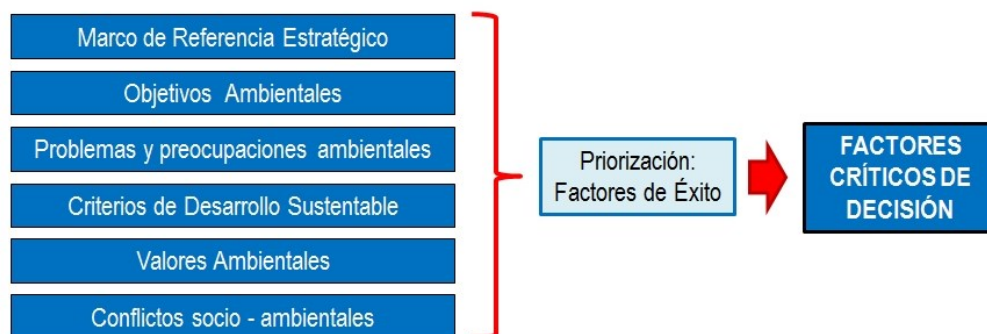 Marco de Referencia Estratégico
Objetivos Ambientales
Problemas y preocupaciones ambientales
Criterios de Desarrollo Sustentable
Valores Ambientales
Conflictos socio - ambientales
Priorización:
Factores de Éxito
FACTORES
CRÍTICOS DE
DECISIÓN